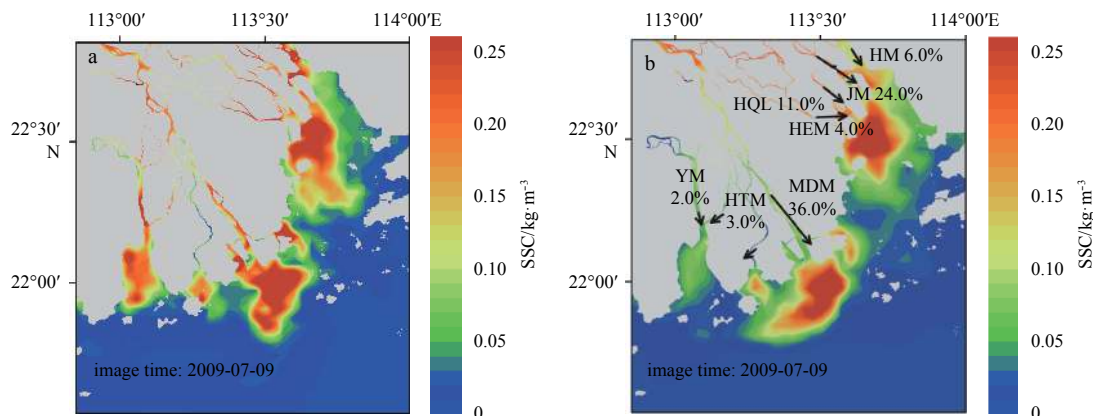 113°00′ 113°30′ 114°00′E
a
22°30′
N
22°00′
image time: 2009-07-09
0.25
0.20
0.15
0.10
0.05
0
SSC/kg·m⁻³
113°00′ 113°30′ 114°00′E
b
HM 6.0%
JM 24.0%
HQL 11.0%
HEM 4.0%
YM
2.0%
HTM
3.0%
MDM
36.0%
22°30′
N
22°00′
image time: 2009-07-09
0.25
0.20
0.15
0.10
0.05
0
SSC/kg·m⁻³